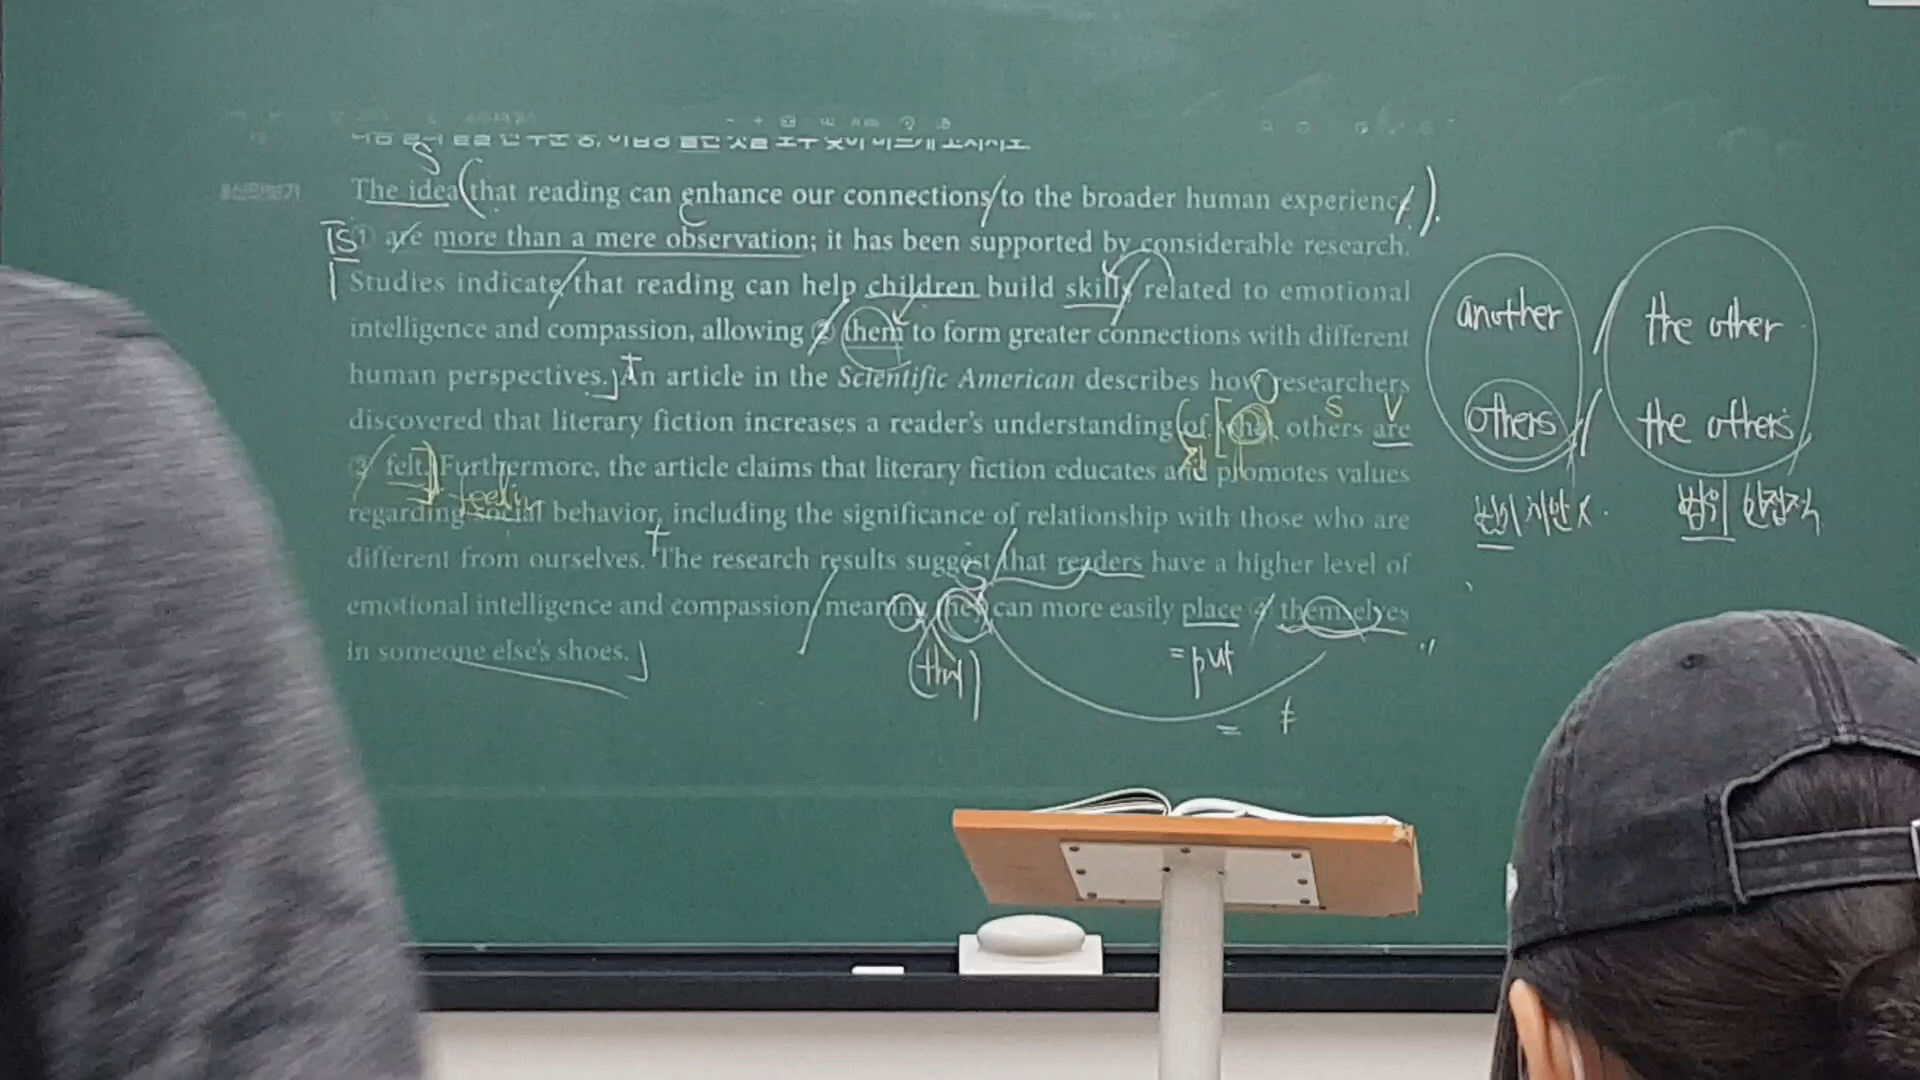 The idea that reading can enhance our connections to the broader human experience
① are more than a mere observation; it has been supported by considerable research.
Studies indicate that reading can help children build skills related to emotional
intelligence and compassion, allowing ② them to form greater connections with different
human perspectives. An article in the Scientific American describes how researchers
discovered that literary fiction increases a reader's understanding of what others are
③ felt. Furthermore, the article claims that literary fiction educates and promotes values
regarding social behavior, including the significance of relationship with those who are
different from ourselves. The research results suggest that readers have a higher level of
emotional intelligence and compassion, meaning they can more easily place ④ themselves
in someone else's shoes.
S
is
C
O
S
V
feeling
S
= put
= ≠
another
the other
others
the others
범위